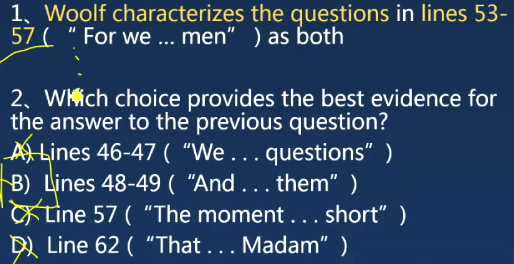 1、Woolf characterizes the questions in lines 53-
57 ( “ For we ... men” ) as both
2、Which choice provides the best evidence for
the answer to the previous question?
A) Lines 46-47 ( “We . . . questions” )
B) Lines 48-49 ( “And . . . them” )
C) Line 57 ( “The moment . . . short” )
D) Line 62 ( “That . . . Madam” )